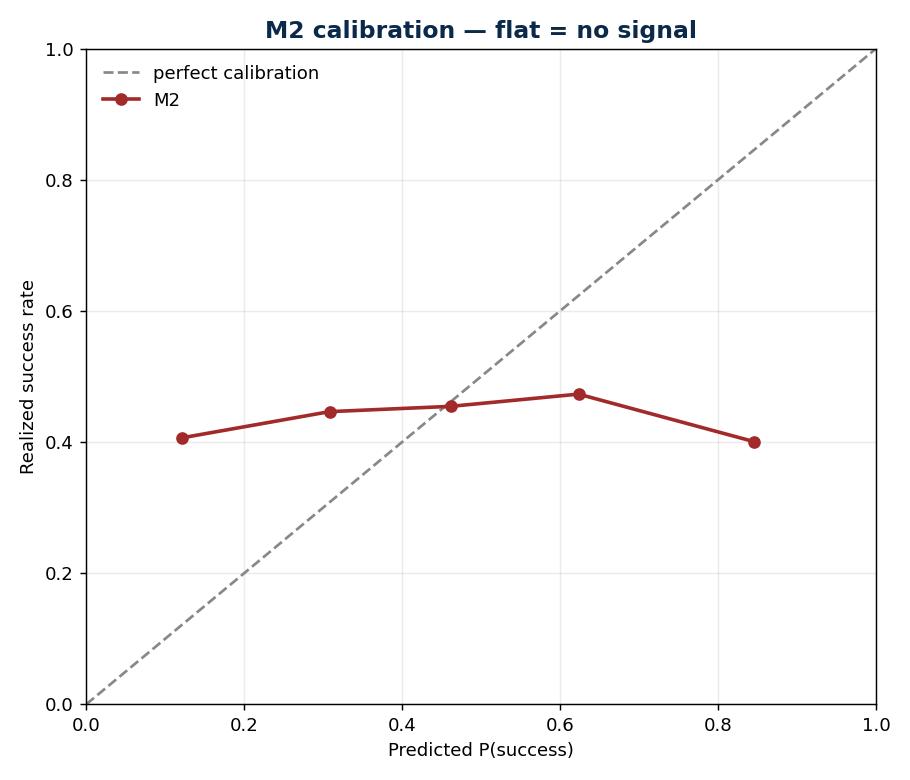 M2 calibration — flat = no signal
perfect calibration
M2
Realized success rate
1.0
0.8
0.6
0.4
0.2
0.0
0.0 0.2 0.4 0.6 0.8 1.0
Predicted P(success)